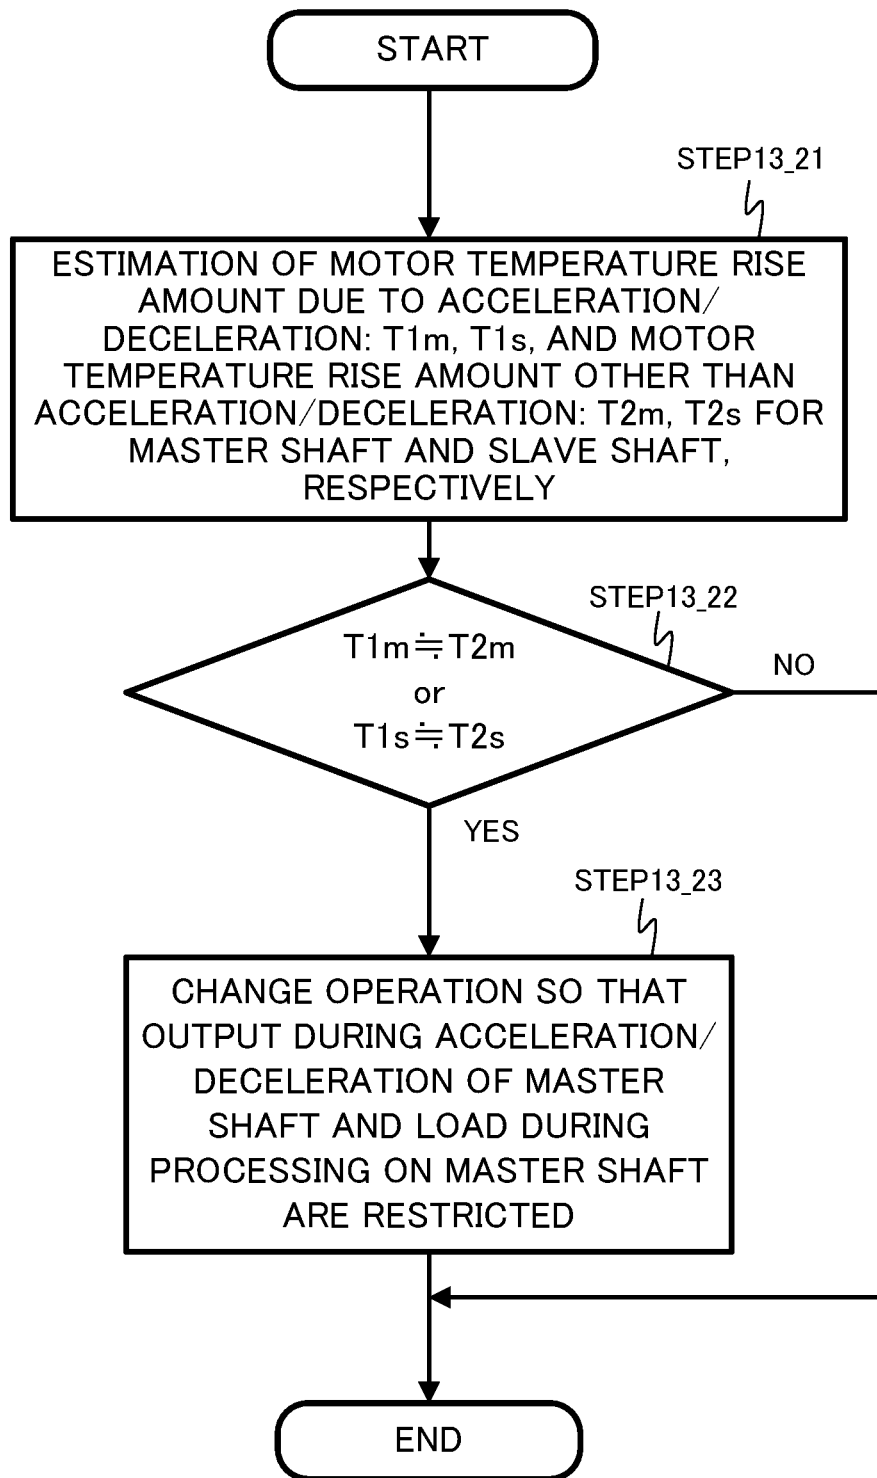 START
STEP13_21
ESTIMATION OF MOTOR TEMPERATURE RISE
AMOUNT DUE TO ACCELERATION/
DECELERATION: T1m, T1s, AND MOTOR
TEMPERATURE RISE AMOUNT OTHER THAN
ACCELERATION/DECELERATION: T2m, T2s FOR
MASTER SHAFT AND SLAVE SHAFT,
RESPECTIVELY
STEP13_22
T1m≒T2m
or
T1s≒T2s
NO
YES
STEP13_23
CHANGE OPERATION SO THAT
OUTPUT DURING ACCELERATION/
DECELERATION OF MASTER
SHAFT AND LOAD DURING
PROCESSING ON MASTER SHAFT
ARE RESTRICTED
END